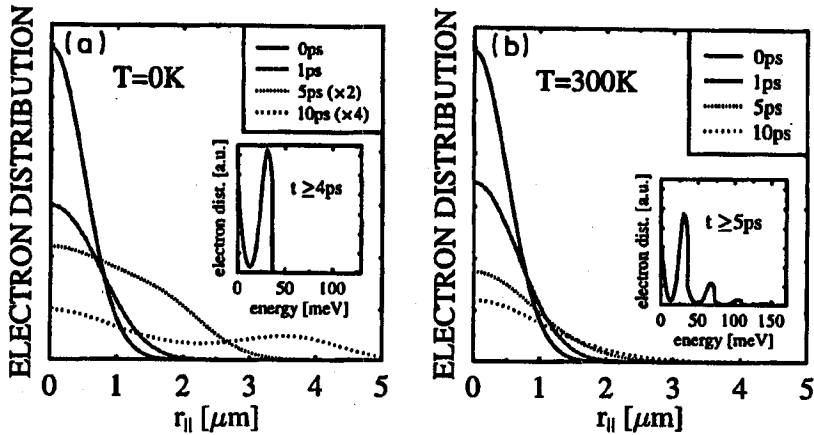 ELECTRON DISTRIBUTION
(a)
T=0K
0ps
1ps
5ps (×2)
10ps (×4)
electron dist. [a.u.]
t ≥4ps
0 50 100
energy [meV]
0 1 2 3 4 5
r|| [μm]
ELECTRON DISTRIBUTION
(b)
T=300K
0ps
1ps
5ps
10ps
electron dist. [a.u.]
t ≥5ps
0 50 100 150
energy [meV]
0 1 2 3 4 5
r|| [μm]